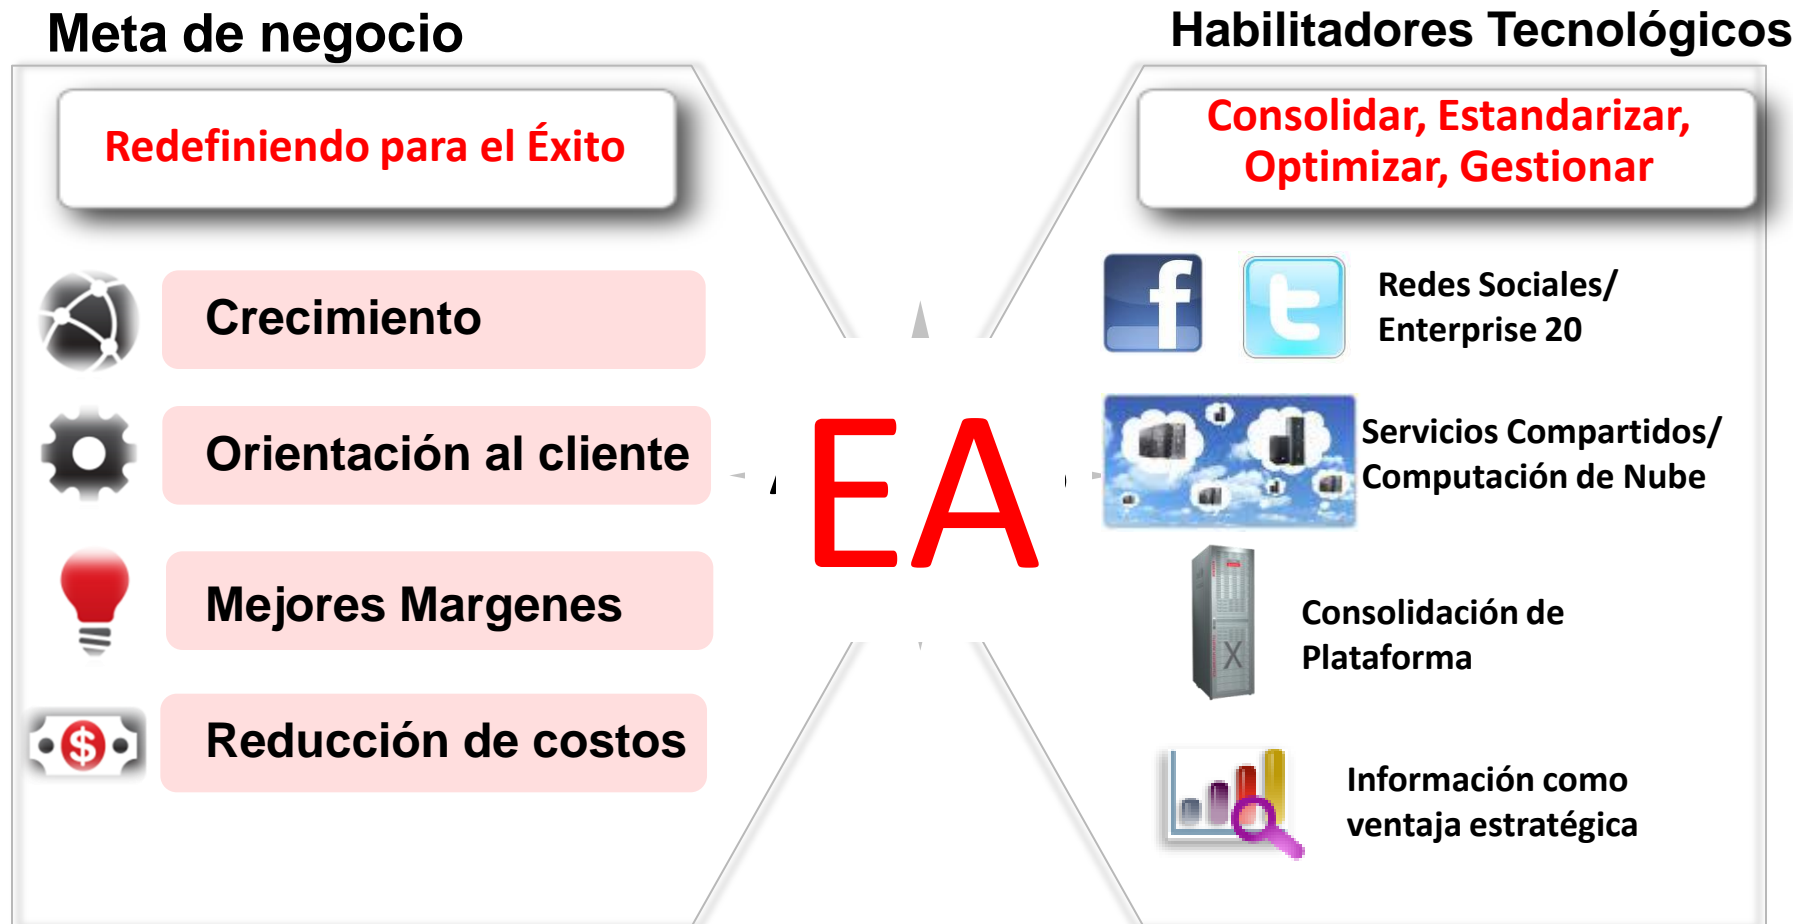 Meta de negocio
Redefiniendo para el Éxito
Crecimiento
Orientación al cliente
Mejores Margenes
Reducción de costos
$
EA
Habilitadores Tecnológicos
Consolidar, Estandarizar,
Optimizar, Gestionar
f
t
Redes Sociales/
Enterprise 20
Servicios Compartidos/
Computación de Nube
X
Consolidación de
Plataforma
Información como
ventaja estratégica